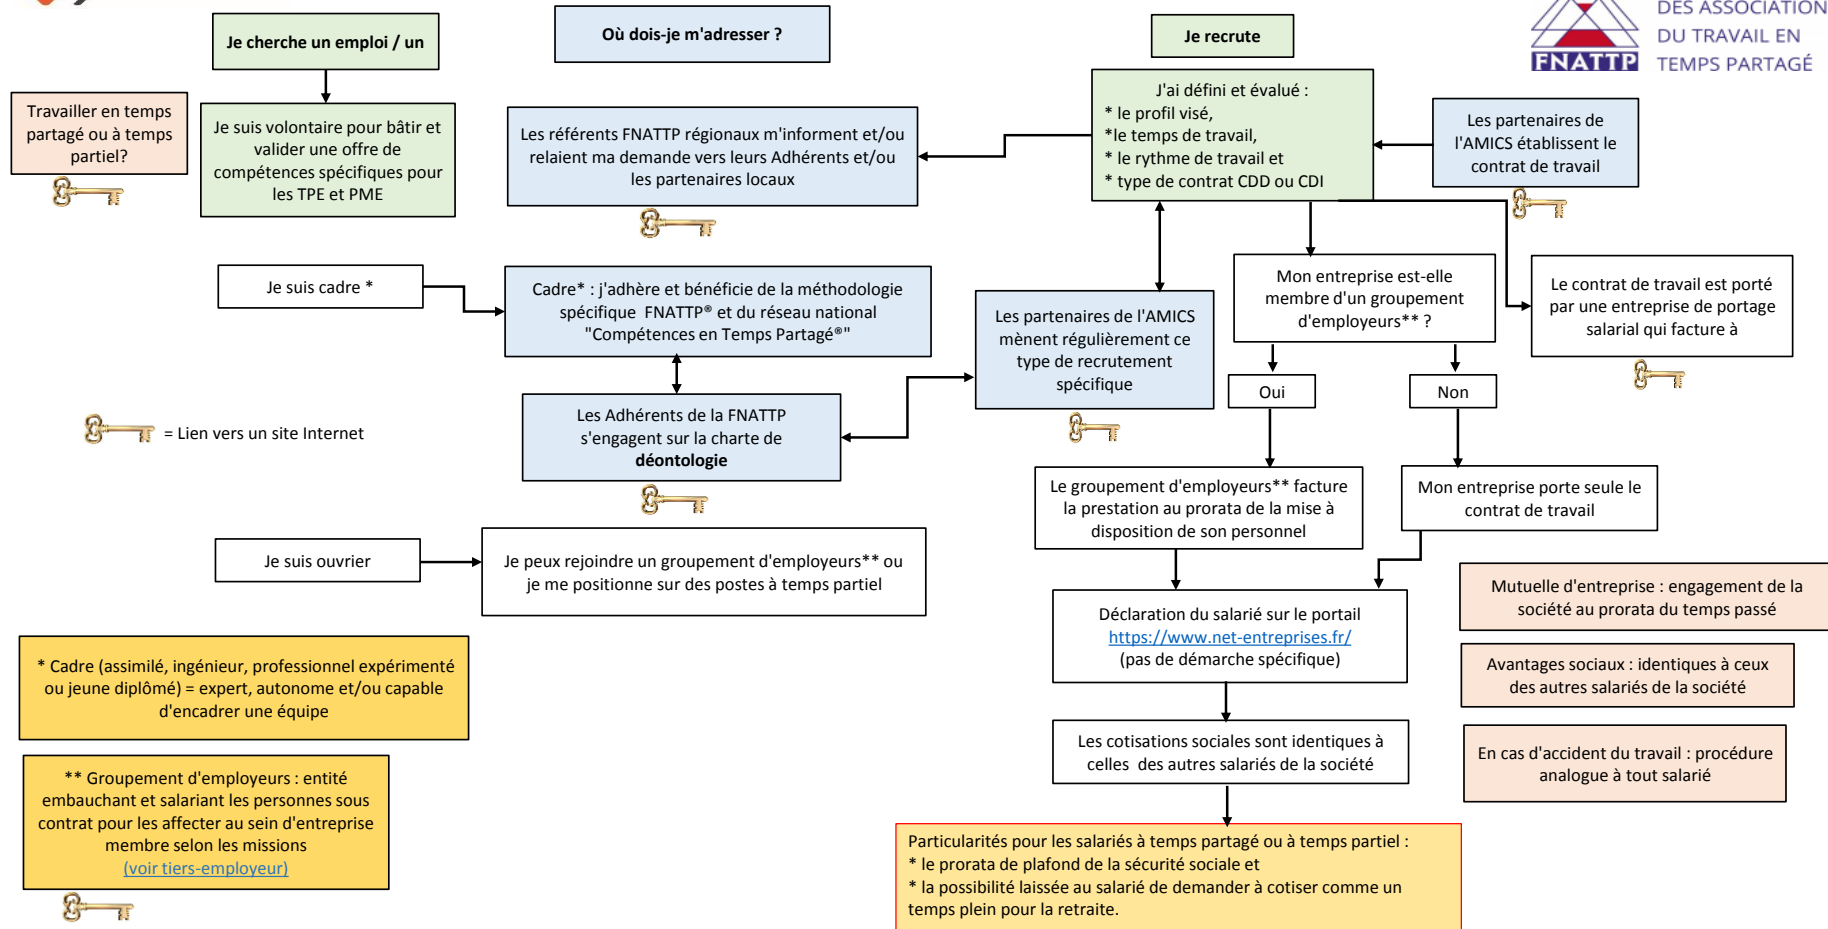 Je cherche un emploi / un
Où dois-je m'adresser ?
Je recrute
DES ASSOCIATION
DU TRAVAIL EN
TEMPS PARTAGÉ
FNATTP
Travailler en temps
partagé ou à temps
partiel?
Je suis volontaire pour bâtir et
valider une offre de
compétences spécifiques pour
les TPE et PME
Les référents FNATTP régionaux m'informent et/ou
relaient ma demande vers leurs Adhérents et/ou
les partenaires locaux
J'ai défini et évalué :
* le profil visé,
*le temps de travail,
* le rythme de travail et
* type de contrat CDD ou CDI
Les partenaires de
l'AMICS établissent le
contrat de travail
Je suis cadre *
Cadre* : j'adhère et bénéficie de la méthodologie
spécifique FNATTP® et du réseau national
"Compétences en Temps Partagé®"
Les partenaires de l'AMICS
mènent régulièrement ce
type de recrutement
spécifique
Mon entreprise est-elle
membre d'un groupement
d'employeurs** ?
Le contrat de travail est porté
par une entreprise de portage
salarial qui facture à
Oui
Non
= Lien vers un site Internet
Les Adhérents de la FNATTP
s'engagent sur la charte de
déontologie
Le groupement d'employeurs** facture
la prestation au prorata de la mise à
disposition de son personnel
Mon entreprise porte seule le
contrat de travail
Je suis ouvrier
Je peux rejoindre un groupement d'employeurs** ou
je me positionne sur des postes à temps partiel
Déclaration du salarié sur le portail
https://www.net-entreprises.fr/
(pas de démarche spécifique)
Mutuelle d'entreprise : engagement de la
société au prorata du temps passé
* Cadre (assimilé, ingénieur, professionnel expérimenté
ou jeune diplômé) = expert, autonome et/ou capable
d'encadrer une équipe
Avantages sociaux : identiques à ceux
des autres salariés de la société
Les cotisations sociales sont identiques à
celles des autres salariés de la société
En cas d'accident du travail : procédure
analogue à tout salarié
** Groupement d'employeurs : entité
embauchant et salariant les personnes sous
contrat pour les affecter au sein d'entreprise
membre selon les missions
(voir tiers-employeur)
Particularités pour les salariés à temps partagé ou à temps partiel :
* le prorata de plafond de la sécurité sociale et
* la possibilité laissée au salarié de demander à cotiser comme un
temps plein pour la retraite.